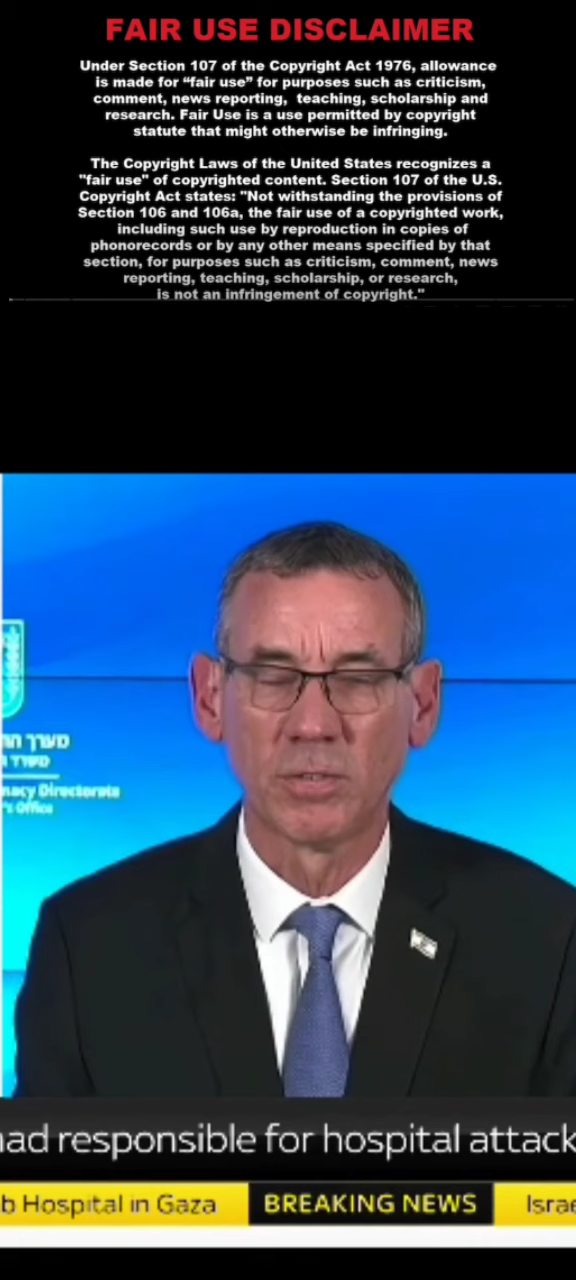 FAIR USE DISCLAIMER
Under Section 107 of the Copyright Act 1976, allowance
is made for “fair use” for purposes such as criticism,
comment, news reporting, teaching, scholarship and
research. Fair Use is a use permitted by copyright
statute that might otherwise be infringing.
The Copyright Laws of the United States recognizes a
"fair use" of copyrighted content. Section 107 of the U.S.
Copyright Act states: "Not withstanding the provisions of
Section 106 and 106a, the fair use of a copyrighted work,
including such use by reproduction in copies of
phonorecords or by any other means specified by that
section, for purposes such as criticism, comment, news
reporting, teaching, scholarship, or research,
is not an infringement of copyright."
מערך
משרד
Directorate
's Office
responsible for hospital attack
Hospital in Gaza
BREAKING NEWS